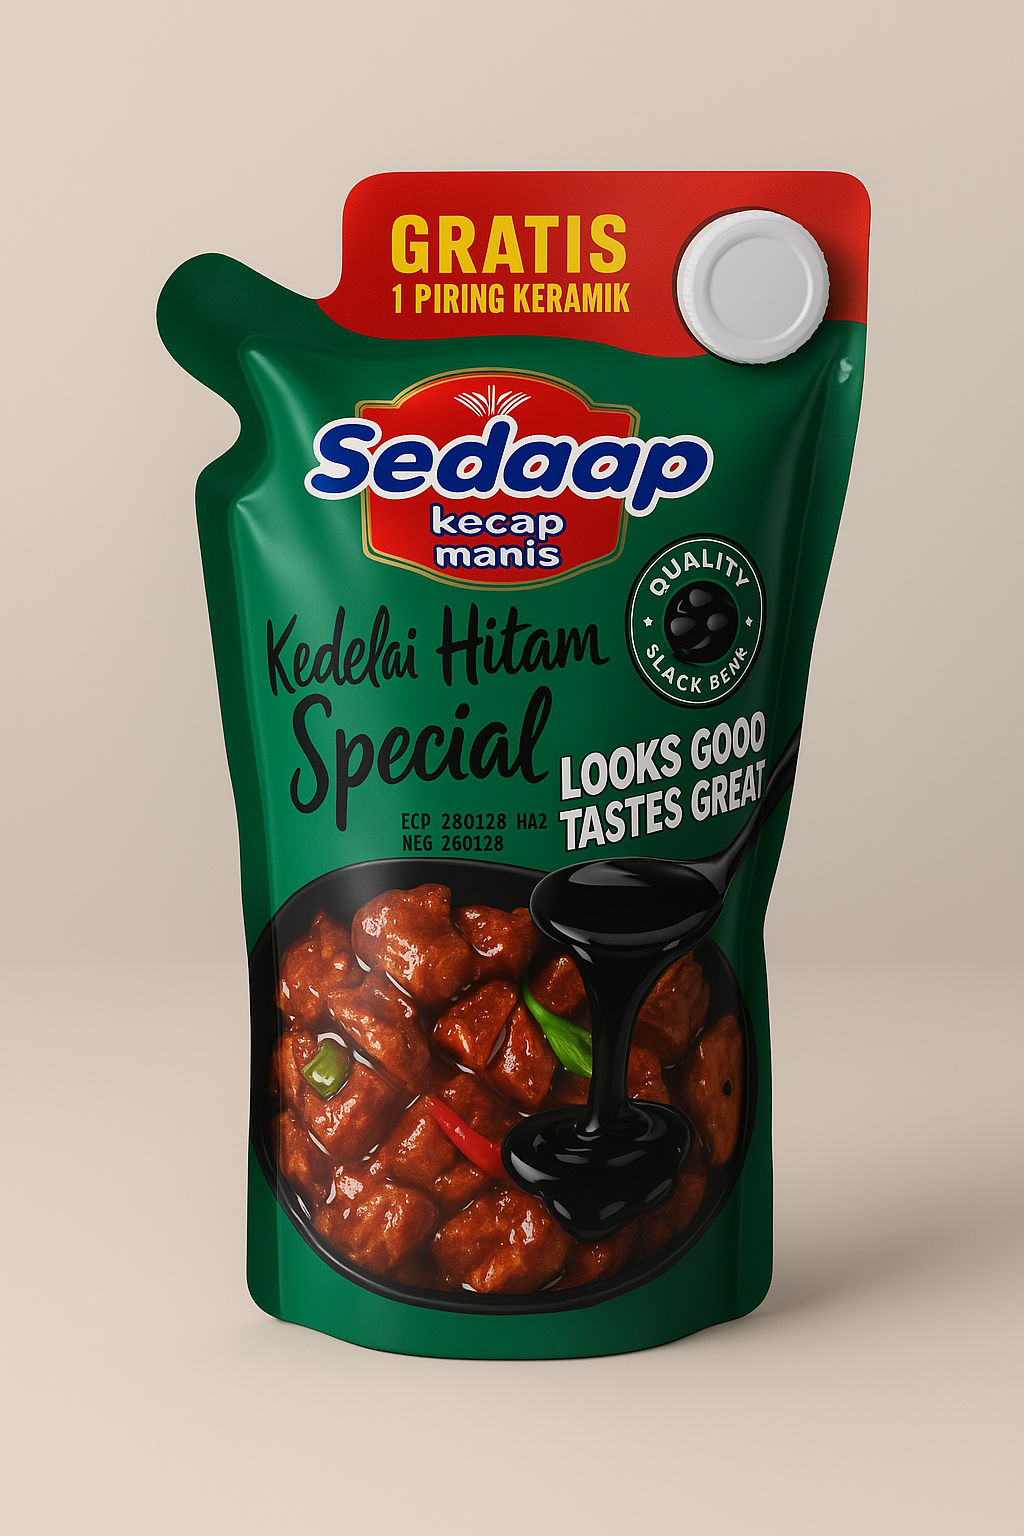 GRATIS
1 PIRING KERAMIK
Sedaap
kecap
manis
QUALITY
SLACK BENK
Kedelai Hitam
Special
LOOKS GOOO
TASTES GREAT
ECP 280128 HA2
NEG 260128